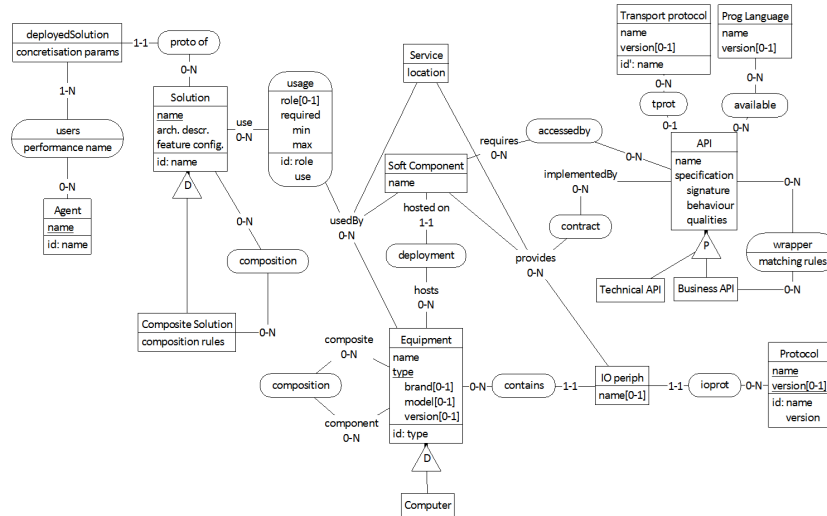 deployedSolution
concretisation params
1-1
proto of
0-N
1-N
users
performance name
0-N
Agent
name
id: name
Solution
name
arch. descr.
feature config.
id: name
D
use
0-N
usage
role[0-1]
required
min
max
id: role
use
0-N
composition
0-N
Composite Solution
composition rules
Service
location
usedBy
0-N
Soft Component
name
requires
0-N
accessedby
0-N
implementedBy
0-N
contract
provides
0-N
hosted on
1-1
deployment
hosts
0-N
Transport protocol
name
version[0-1]
id': name
0-N
tprot
0-1
Prog Language
name
version[0-1]
0-N
available
0-N
API
name
specification
signature
behaviour
qualities
P
Technical API
Business API
0-N
wrapper
matching rules
0-N
composite
0-N
composition
component
0-N
Equipment
name
type
brand[0-1]
model[0-1]
version[0-1]
id: type
D
Computer
0-N
contains
1-1
IO periph
name[0-1]
1-1
ioprot
0-N
Protocol
name
version[0-1]
id: name
version